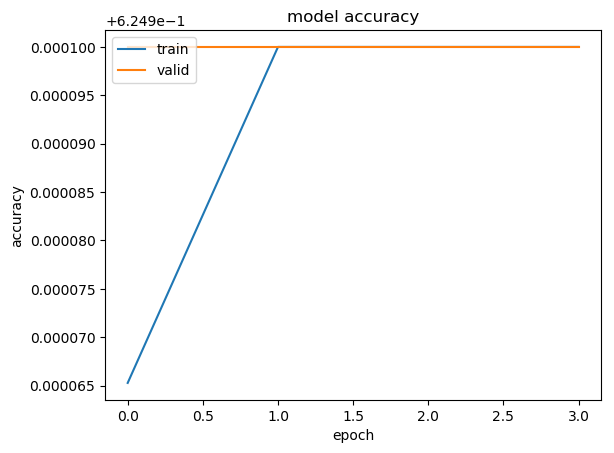 model accuracy
+6.249e−1
0.000100
0.000095
0.000090
0.000085
0.000080
0.000075
0.000070
0.000065
accuracy
train
valid
0.0 0.5 1.0 1.5 2.0 2.5 3.0
epoch